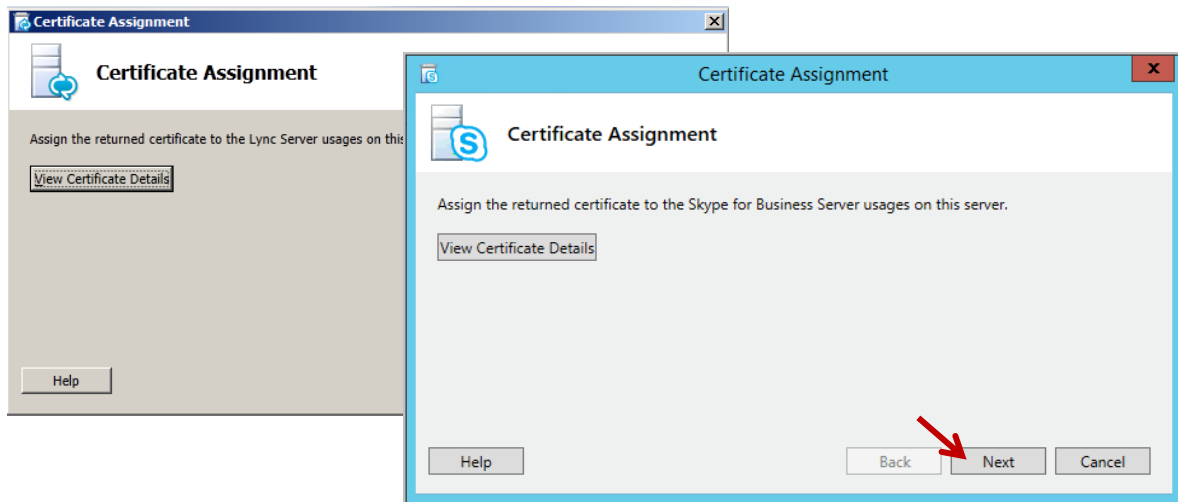 Certificate Assignment
Certificate Assignment
Assign the returned certificate to the Lync Server usages on this
View Certificate Details
Help
Certificate Assignment
Certificate Assignment
Assign the returned certificate to the Skype for Business Server usages on this server.
View Certificate Details
Help
Back
Next
Cancel